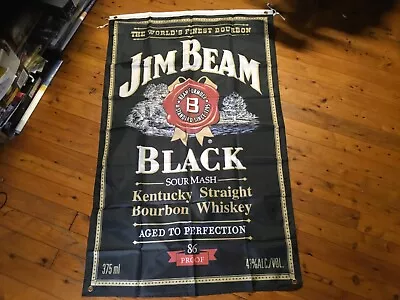 THE WORLD'S FINEST BOURBON
JIM BEAM
B
BLACK
®
SOUR MASH
Kentucky Straight
Bourbon Whiskey
AGED TO PERFECTION
86
PROOF
375 ml
43%ALC/VOL.